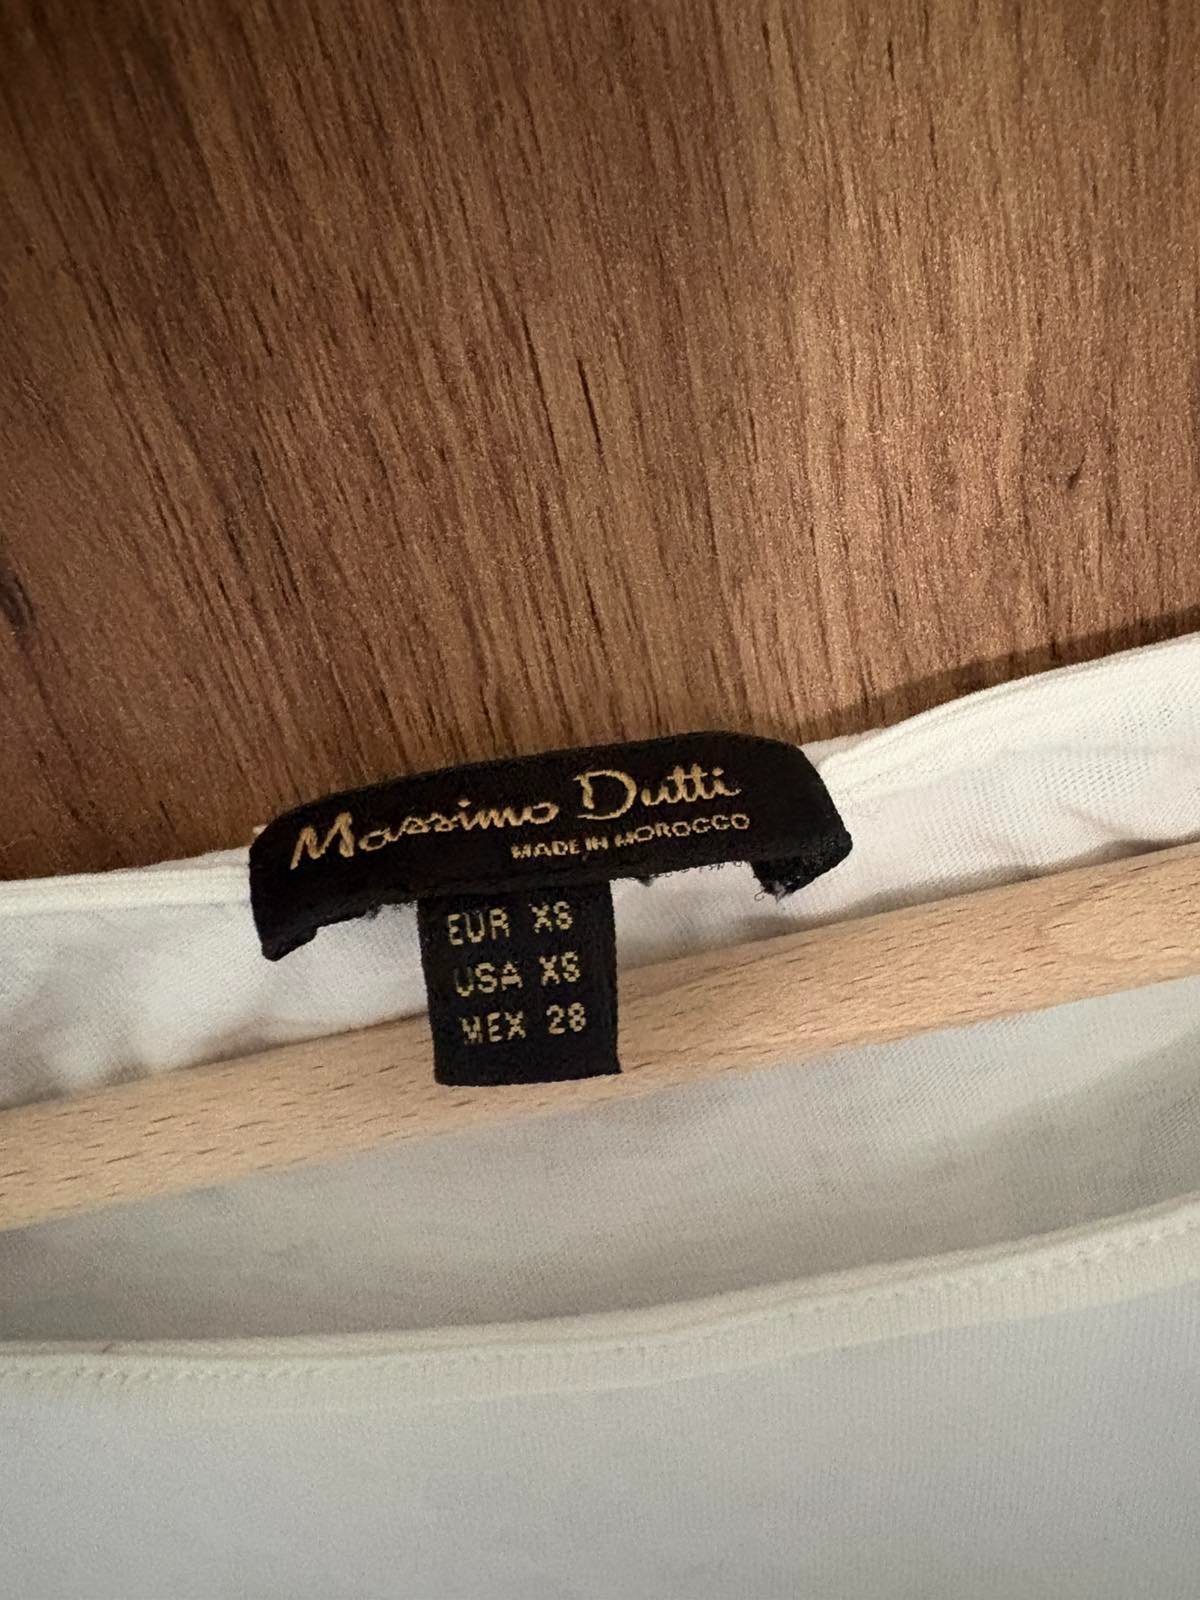 Massimo Dutti
MADE IN MOROCCO
EUR XS
USA XS
MEX 28